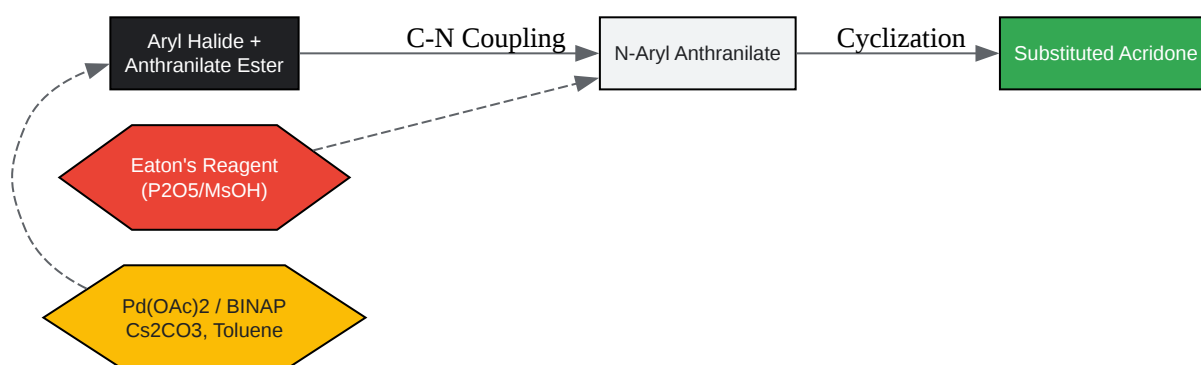 Aryl Halide +
Anthranilate Ester
C-N Coupling
N-Aryl Anthranilate
Cyclization
Substituted Acridone
Eaton's Reagent
(P2O5/MsOH)
Pd(OAc)2 / BINAP
Cs2CO3, Toluene